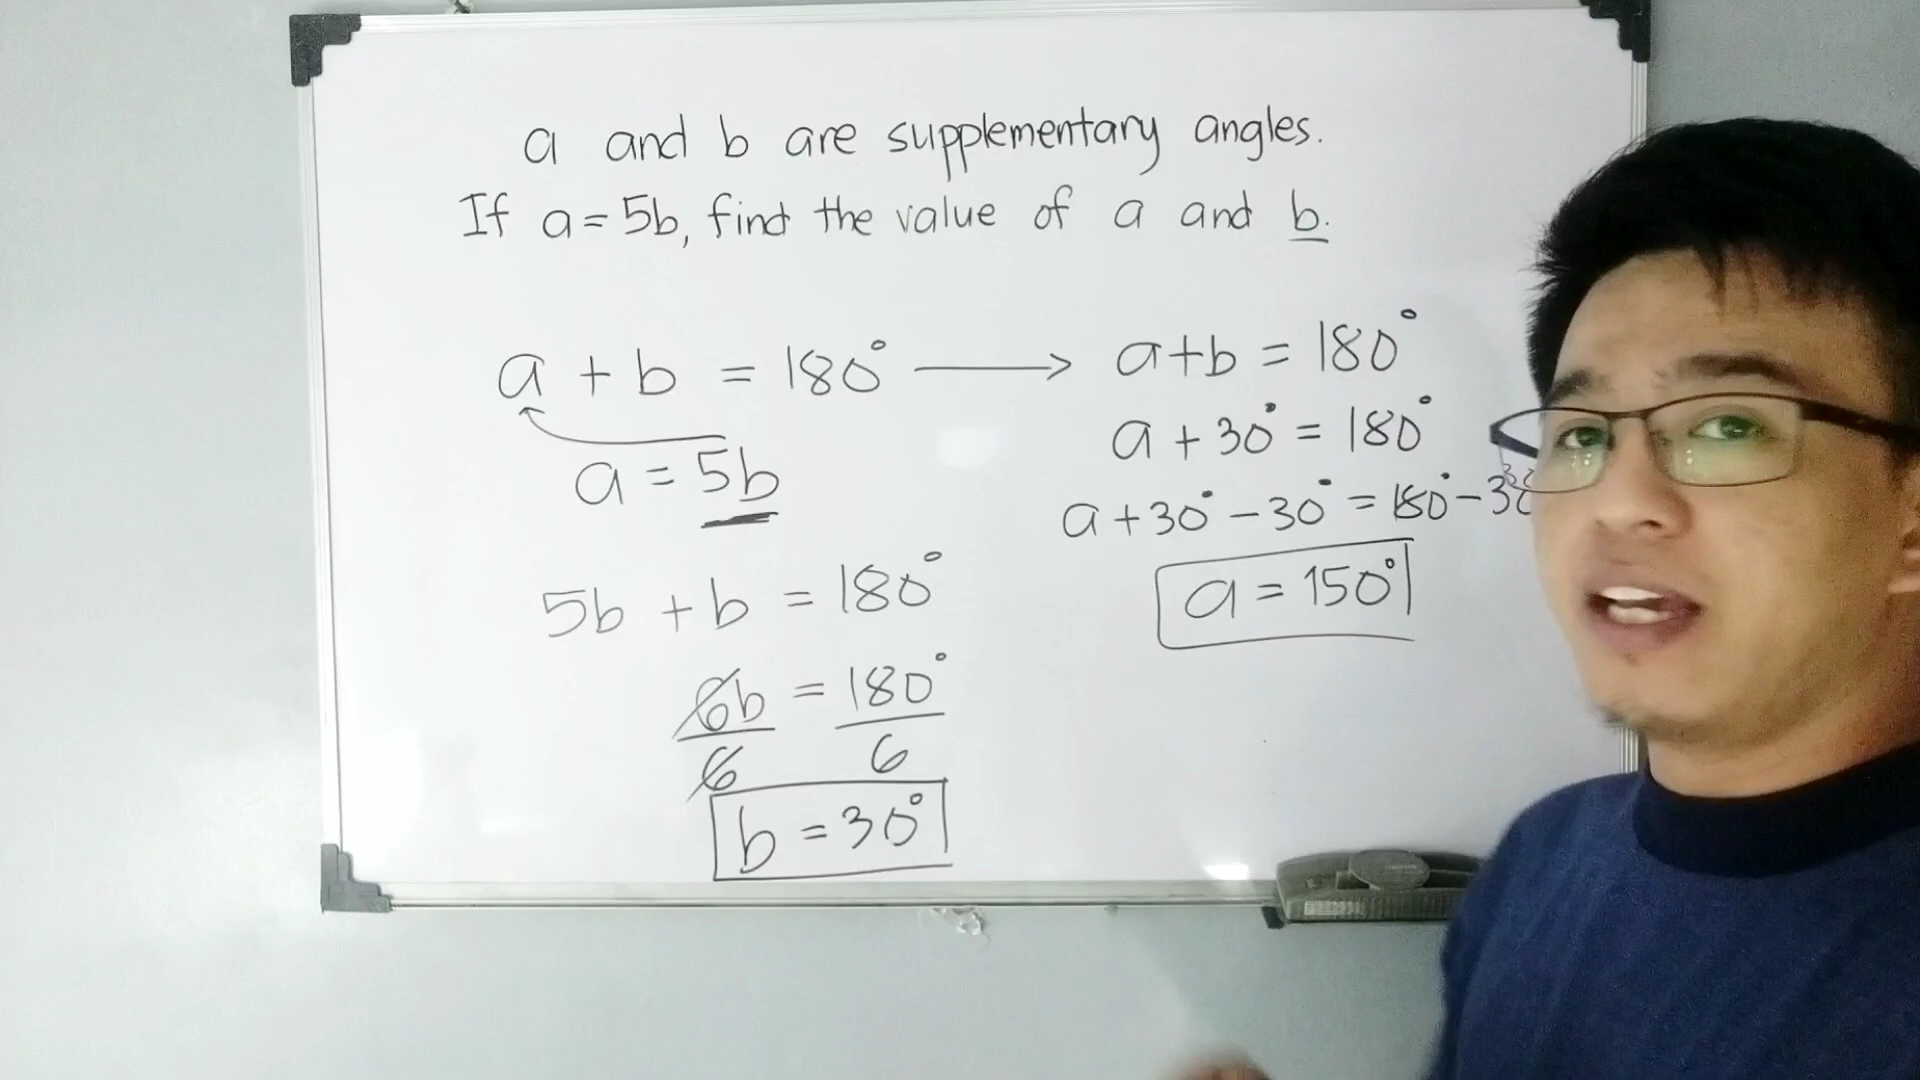 a and b are supplementary angles.
If a = 5b, find the value of a and b.
a + b = 180°
a = 5b
5b + b = 180°
6b = 180°
6 6
b = 30°
a + b = 180°
a + 30° = 180°
a + 30° - 30° = 180° - 30
a = 150°